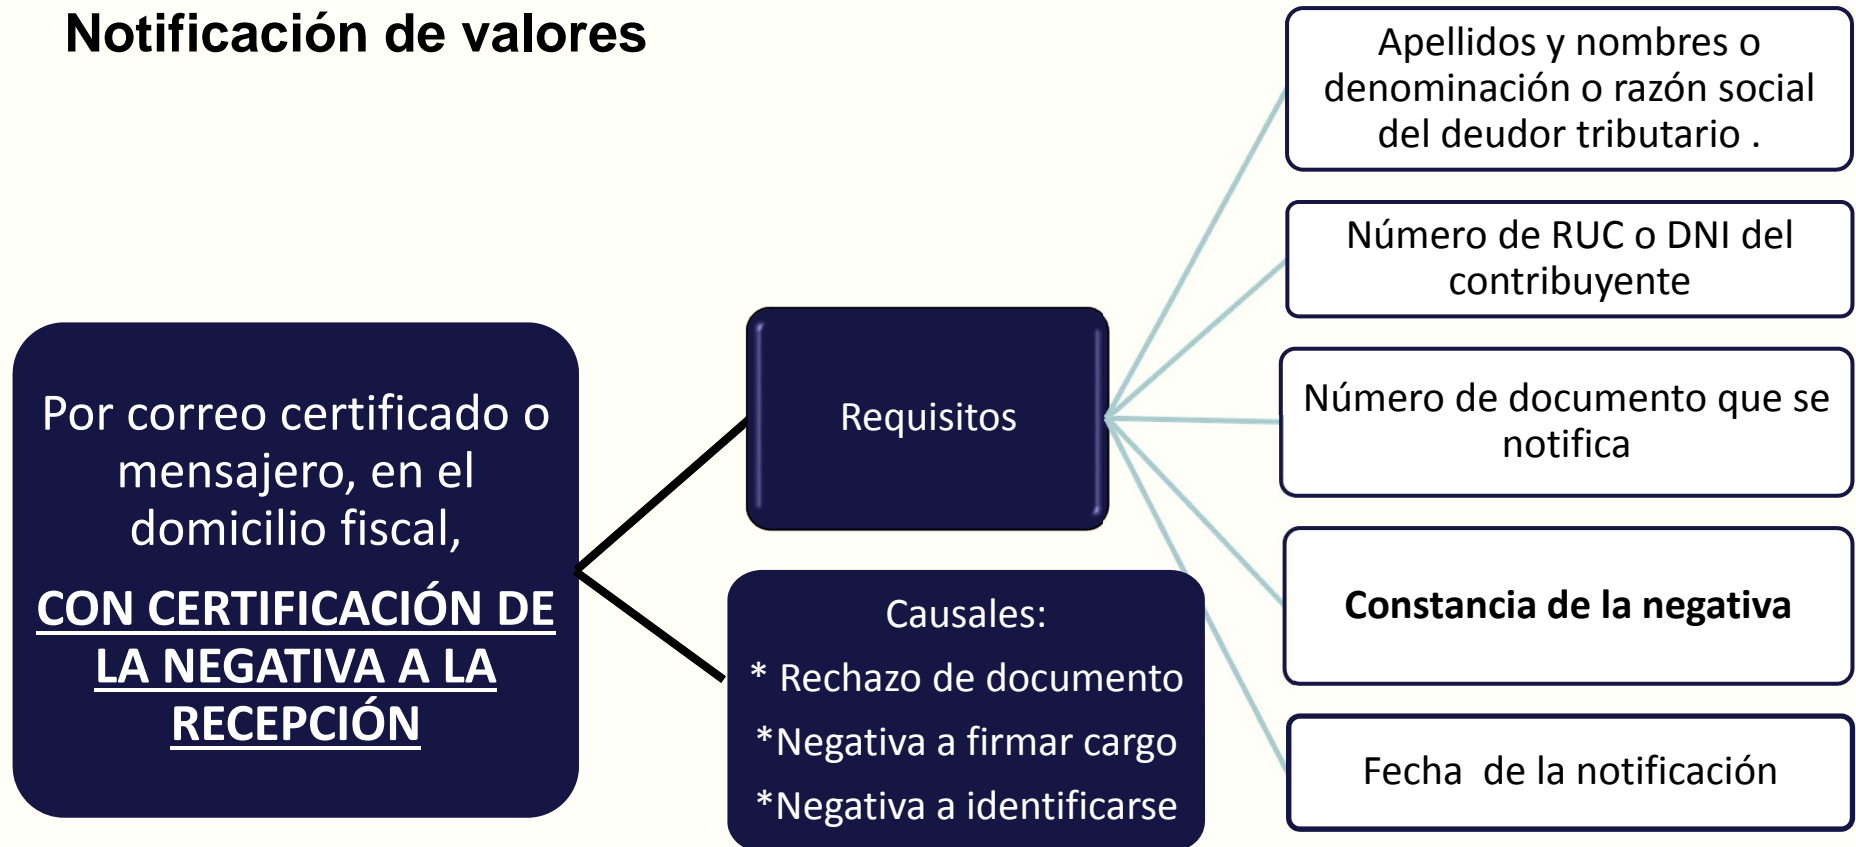 Notificación de valores
Por correo certificado o
mensajero, en el
domicilio fiscal,
CON CERTIFICACIÓN DE
LA NEGATIVA A LA
RECEPCIÓN
Requisitos
Causales:
* Rechazo de documento
*Negativa a firmar cargo
*Negativa a identificarse
Apellidos y nombres o
denominación o razón social
del deudor tributario .
Número de RUC o DNI del
contribuyente
Número de documento que se
notifica
Constancia de la negativa
Fecha  de la notificación